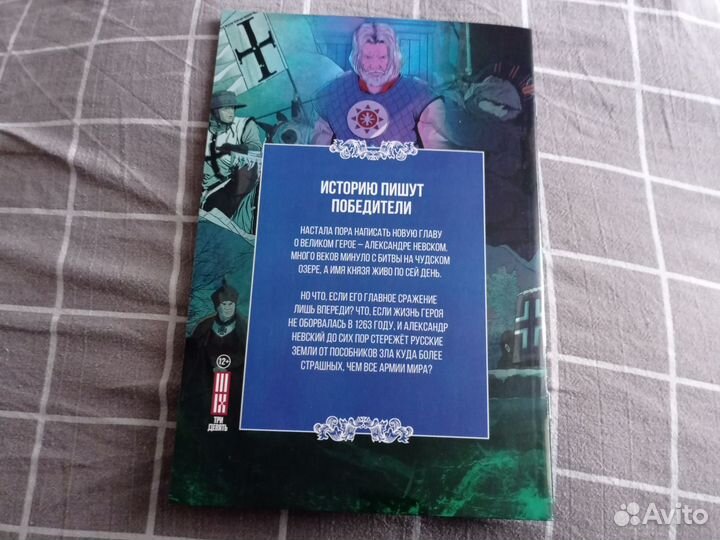 ИСТОРИЮ ПИШУТ
ПОБЕДИТЕЛИ
НАСТАЛА ПОРА НАПИСАТЬ НОВУЮ ГЛАВУ
О ВЕЛИКОМ ГЕРОЕ – АЛЕКСАНДРЕ НЕВСКОМ.
МНОГО ВЕКОВ МИНУЛО С БИТВЫ НА ЧУДСКОМ
ОЗЕРЕ, А ИМЯ КНЯЗЯ ЖИВО ПО СЕЙ ДЕНЬ.
НО ЧТО, ЕСЛИ ЕГО ГЛАВНОЕ СРАЖЕНИЕ
ЛИШЬ ВПЕРЕДИ? ЧТО, ЕСЛИ ЖИЗНЬ ГЕРОЯ
НЕ ОБОРВАЛАСЬ В 1263 ГОДУ, И АЛЕКСАНДР
НЕВСКИЙ ДО СИХ ПОР СТЕРЕЖЁТ РУССКИЕ
ЗЕМЛИ ОТ ПОСОБНИКОВ ЗЛА КУДА БОЛЕЕ
СТРАШНЫХ, ЧЕМ ВСЕ АРМИИ МИРА?
12+
III
IX
ТРИ
ДЕВЯТЬ
Avito